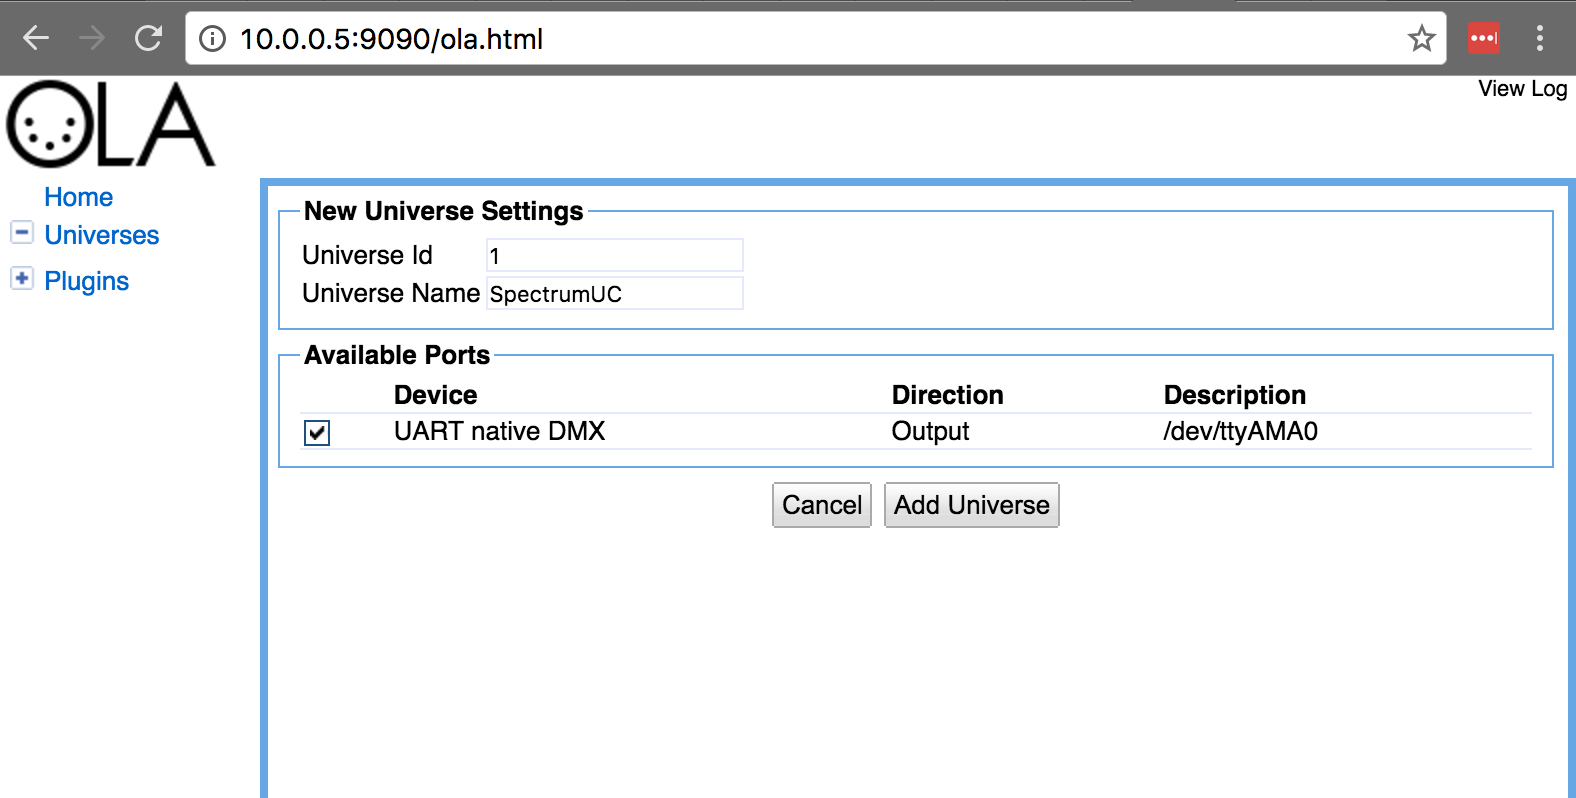 10.0.0.5:9090/ola.html
View Log
OLA
Home
Universes
Plugins
New Universe Settings
Universe Id 1
Universe Name SpectrumUC
Available Ports
Device Direction Description
UART native DMX Output /dev/ttyAMA0
Cancel Add Universe